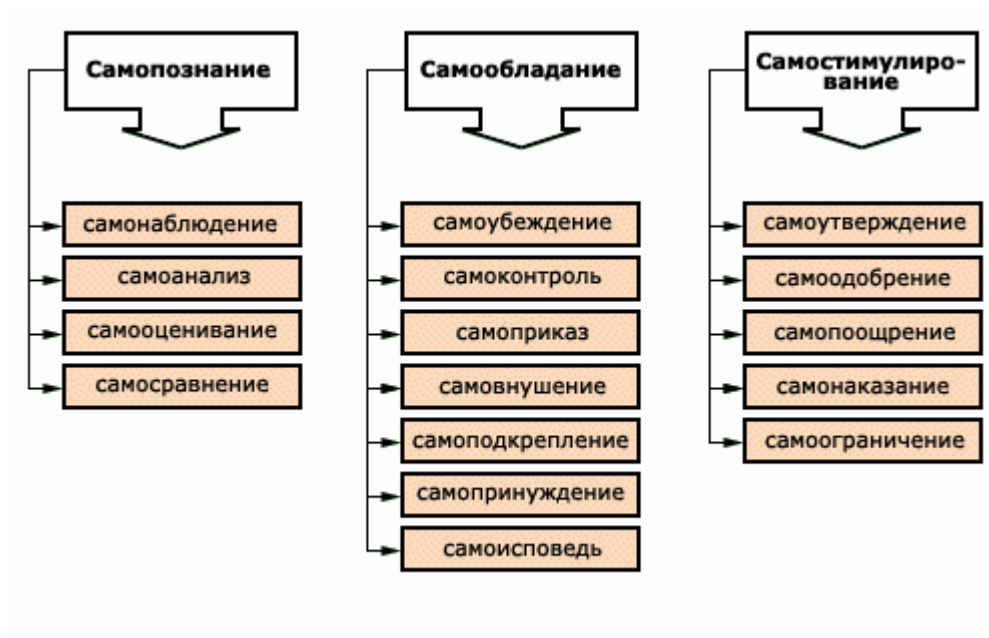 Самопознание
самонаблюдение
самоанализ
самооценивание
самосравнение
Самообладание
самоубеждение
самоконтроль
самоприказ
самовнушение
самоподкрепление
самопринуждение
самоисповедь
Самостимулиро-
вание
самоутверждение
самоодобрение
самопоощрение
самонаказание
самоограничение